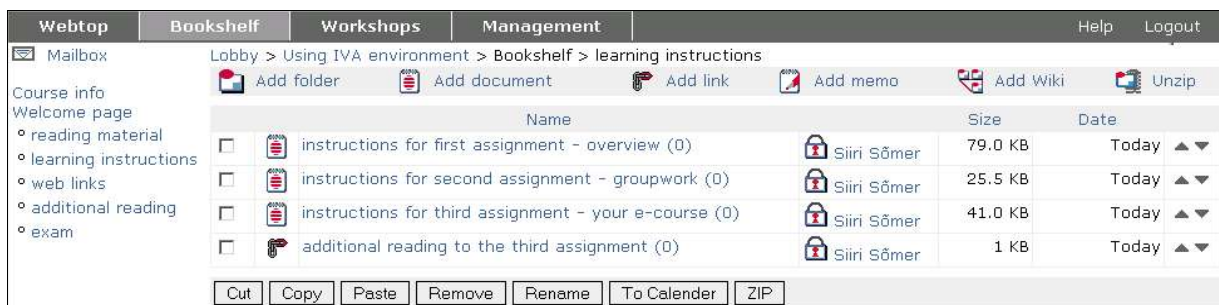 Webtop Bookshelf Workshops Management Help Logout
Mailbox
Course info
Welcome page
reading material
learning instructions
web links
additional reading
exam
Lobby > Using IVA environment > Bookshelf > learning instructions
Add folder Add document Add link Add memo Add Wiki Unzip
Name Size Date
instructions for first assignment - overview (0) Siiri Sõmer 79.0 KB Today
instructions for second assignment - groupwork (0) Siiri Sõmer 25.5 KB Today
instructions for third assignment - your e-course (0) Siiri Sõmer 41.0 KB Today
additional reading to the third assignment (0) Siiri Sõmer 1 KB Today
Cut Copy Paste Remove Rename To Calender ZIP